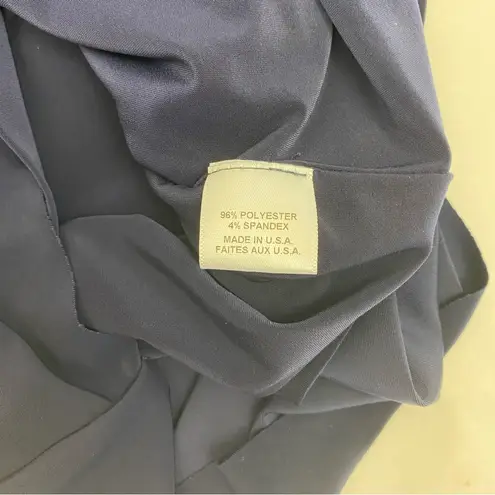 96% POLYESTER
4% SPANDEX
MADE IN U.S.A.
FAITES AUX U.S.A.